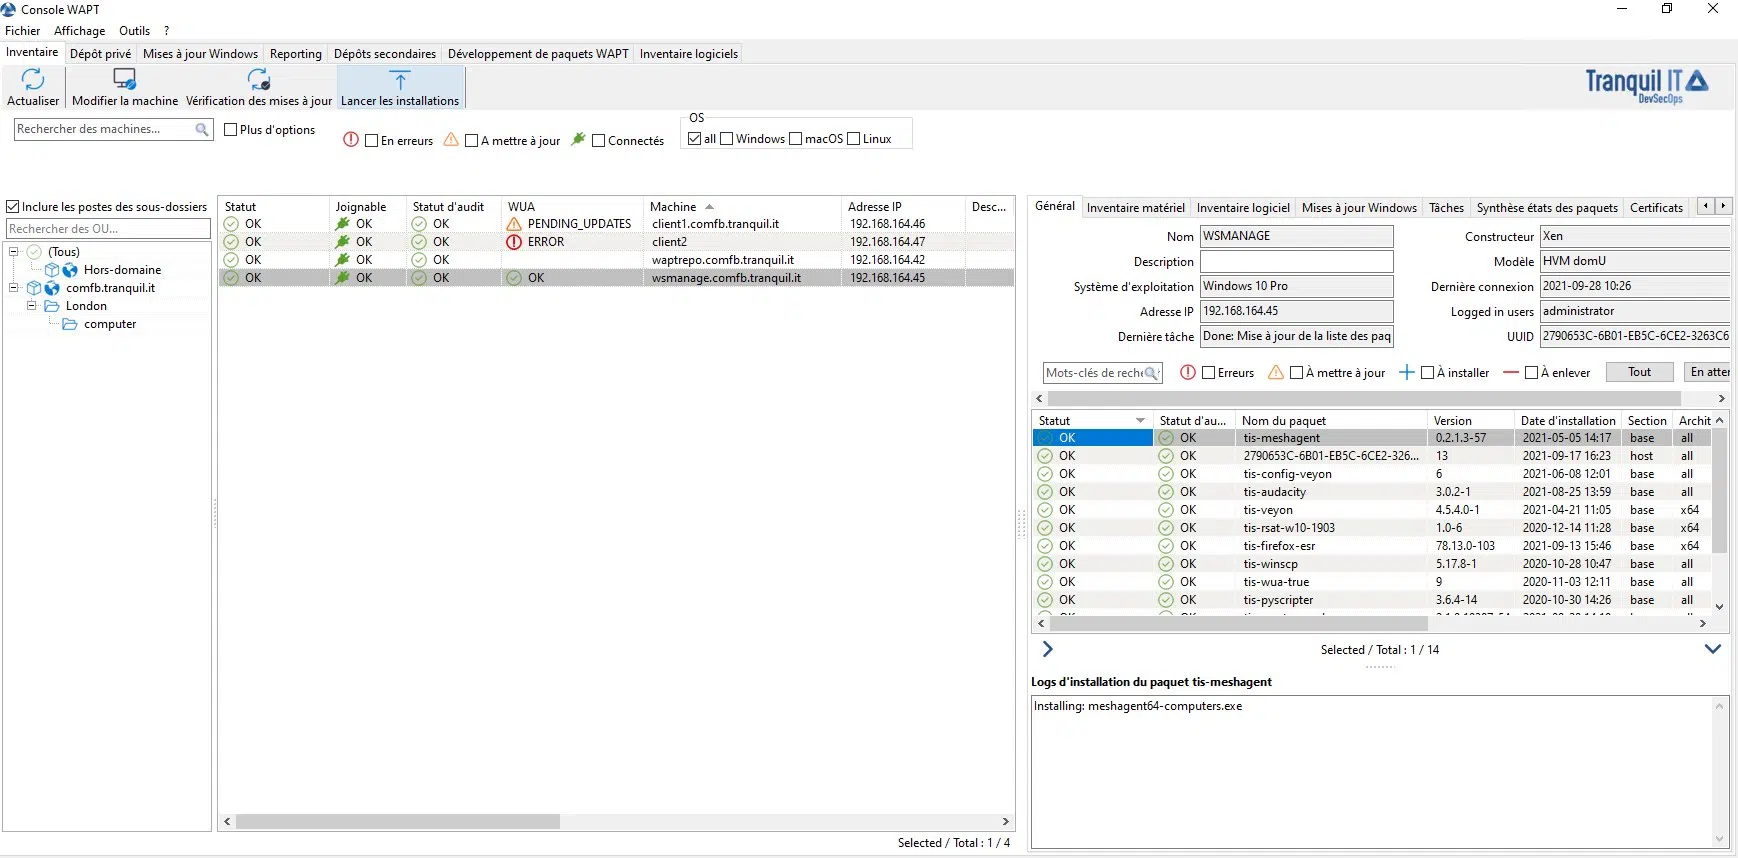 Console WAPT
Fichier Affichage Outils ?
Inventaire Dépôt privé Mises à jour Windows Reporting Dépôts secondaires Développement de paquets WAPT Inventaire logiciels
Actualiser Modifier la machine Vérification des mises à jour Lancer les installations
Tranquil IT
DevSecOps
Rechercher des machines... Plus d'options
En erreurs A mettre à jour Connectés
OS
all Windows macOS Linux
Inclure les postes des sous-dossiers
Rechercher des OU...
(Tous)
Hors-domaine
comfb.tranquil.it
London
computer
Statut Joignable Statut d'audit WUA Machine Adresse IP Desc...
OK OK OK PENDING_UPDATES client1.comfb.tranquil.it 192.168.164.46
OK OK OK ERROR client2 192.168.164.47
OK OK OK waptrepo.comfb.tranquil.it 192.168.164.42
OK OK OK OK wsmanage.comfb.tranquil.it 192.168.164.45
Selected / Total : 1 / 4
Général Inventaire matériel Inventaire logiciel Mises à jour Windows Tâches Synthèse états des paquets Certificats
Nom WSMANAGE Constructeur Xen
Description Modèle HVM domU
Système d'exploitation Windows 10 Pro Dernière connexion 2021-09-28 10:26
Adresse IP 192.168.164.45 Logged in users administrator
Dernière tâche Done: Mise à jour de la liste des paq UUID 2790653C-6B01-EB5C-6CE2-3263C6
Mots-clés de reche Erreurs À mettre à jour À installer À enlever Tout En atter
Statut Statut d'au... Nom du paquet Version Date d'installation Section Archit
OK OK tis-meshagent 0.2.1.3-57 2021-05-05 14:17 base all
OK OK 2790653C-6B01-EB5C-6CE2-326... 13 2021-09-17 16:23 host all
OK OK tis-config-veyon 6 2021-06-08 12:01 base all
OK OK tis-audacity 3.0.2-1 2021-08-25 13:59 base all
OK OK tis-veyon 4.5.4.0-1 2021-04-21 11:05 base x64
OK OK tis-rsat-w10-1903 1.0-6 2020-12-14 11:28 base x64
OK OK tis-firefox-esr 78.13.0-103 2021-09-13 15:46 base x64
OK OK tis-winscp 5.17.8-1 2020-10-28 10:47 base all
OK OK tis-wua-true 9 2020-11-03 12:11 base all
OK OK tis-pyscripter 3.6.4-14 2020-10-30 14:26 base all
Selected / Total : 1 / 14
Logs d'installation du paquet tis-meshagent
Installing: meshagent64-computers.exe